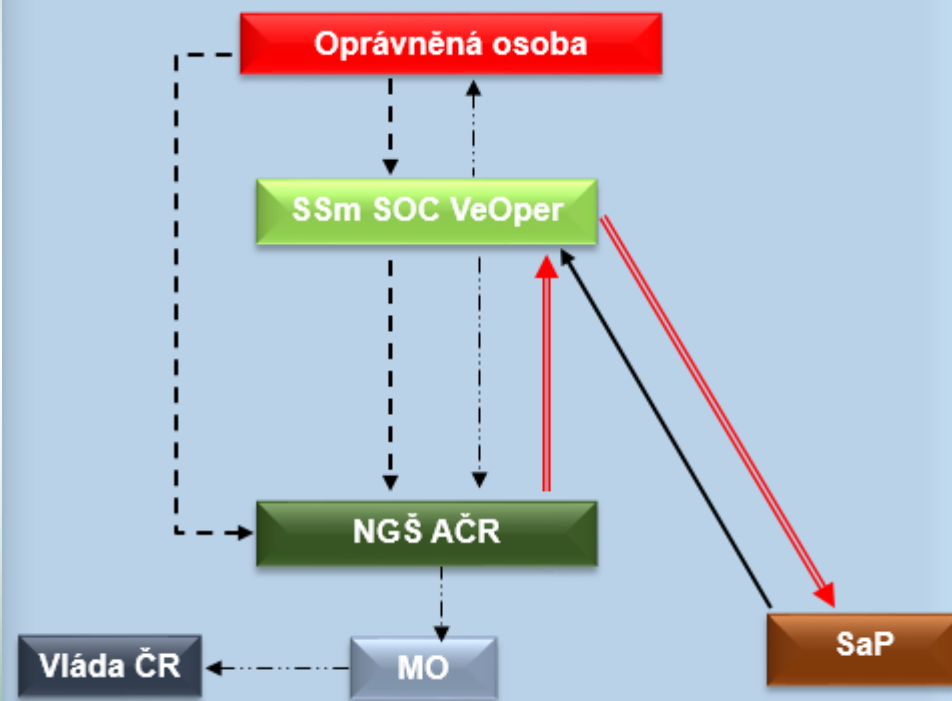 Oprávněná osoba
SSm SOC VeOper
NGŠ AČR
SaP
Vláda ČR
MO